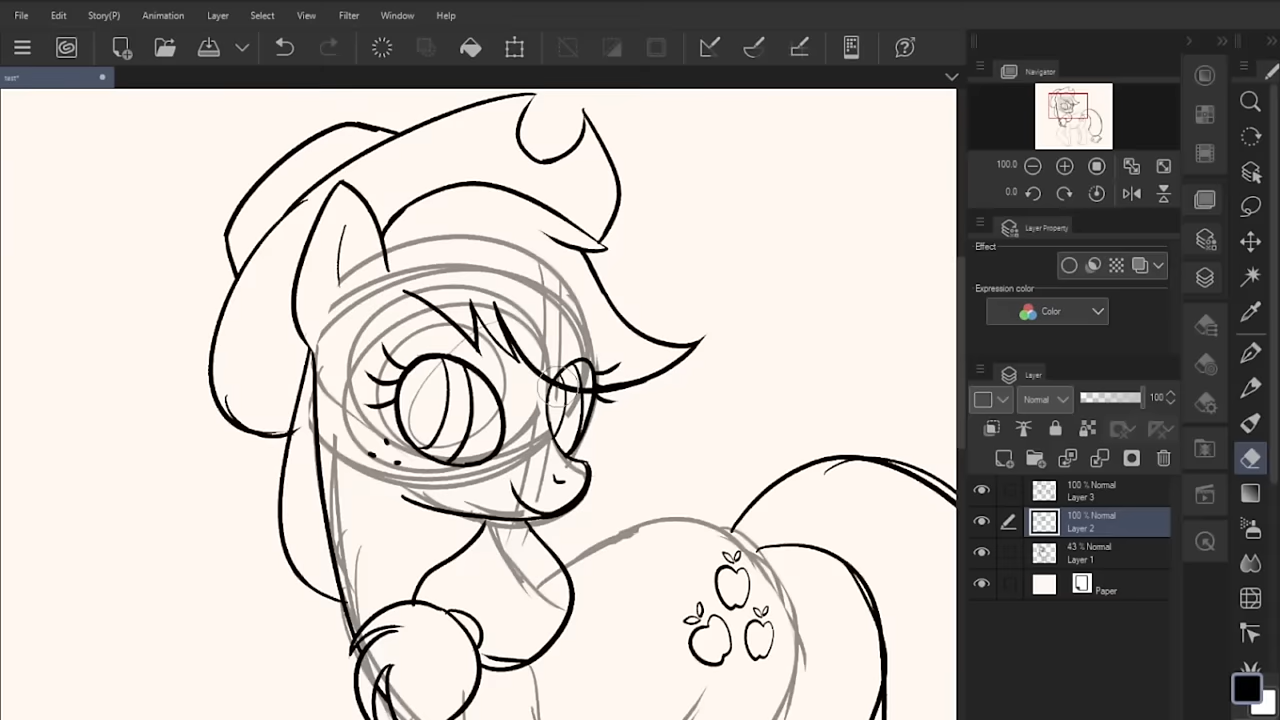 File Edit Story(P) Animation Layer Select View Filter Window Help
test*
Navigator
100.0
0.0
Layer Property
Effect
Expression color
Color
Layer
Normal 100
100 % Normal
Layer 3
100 % Normal
Layer 2
43 % Normal
Layer 1
Paper